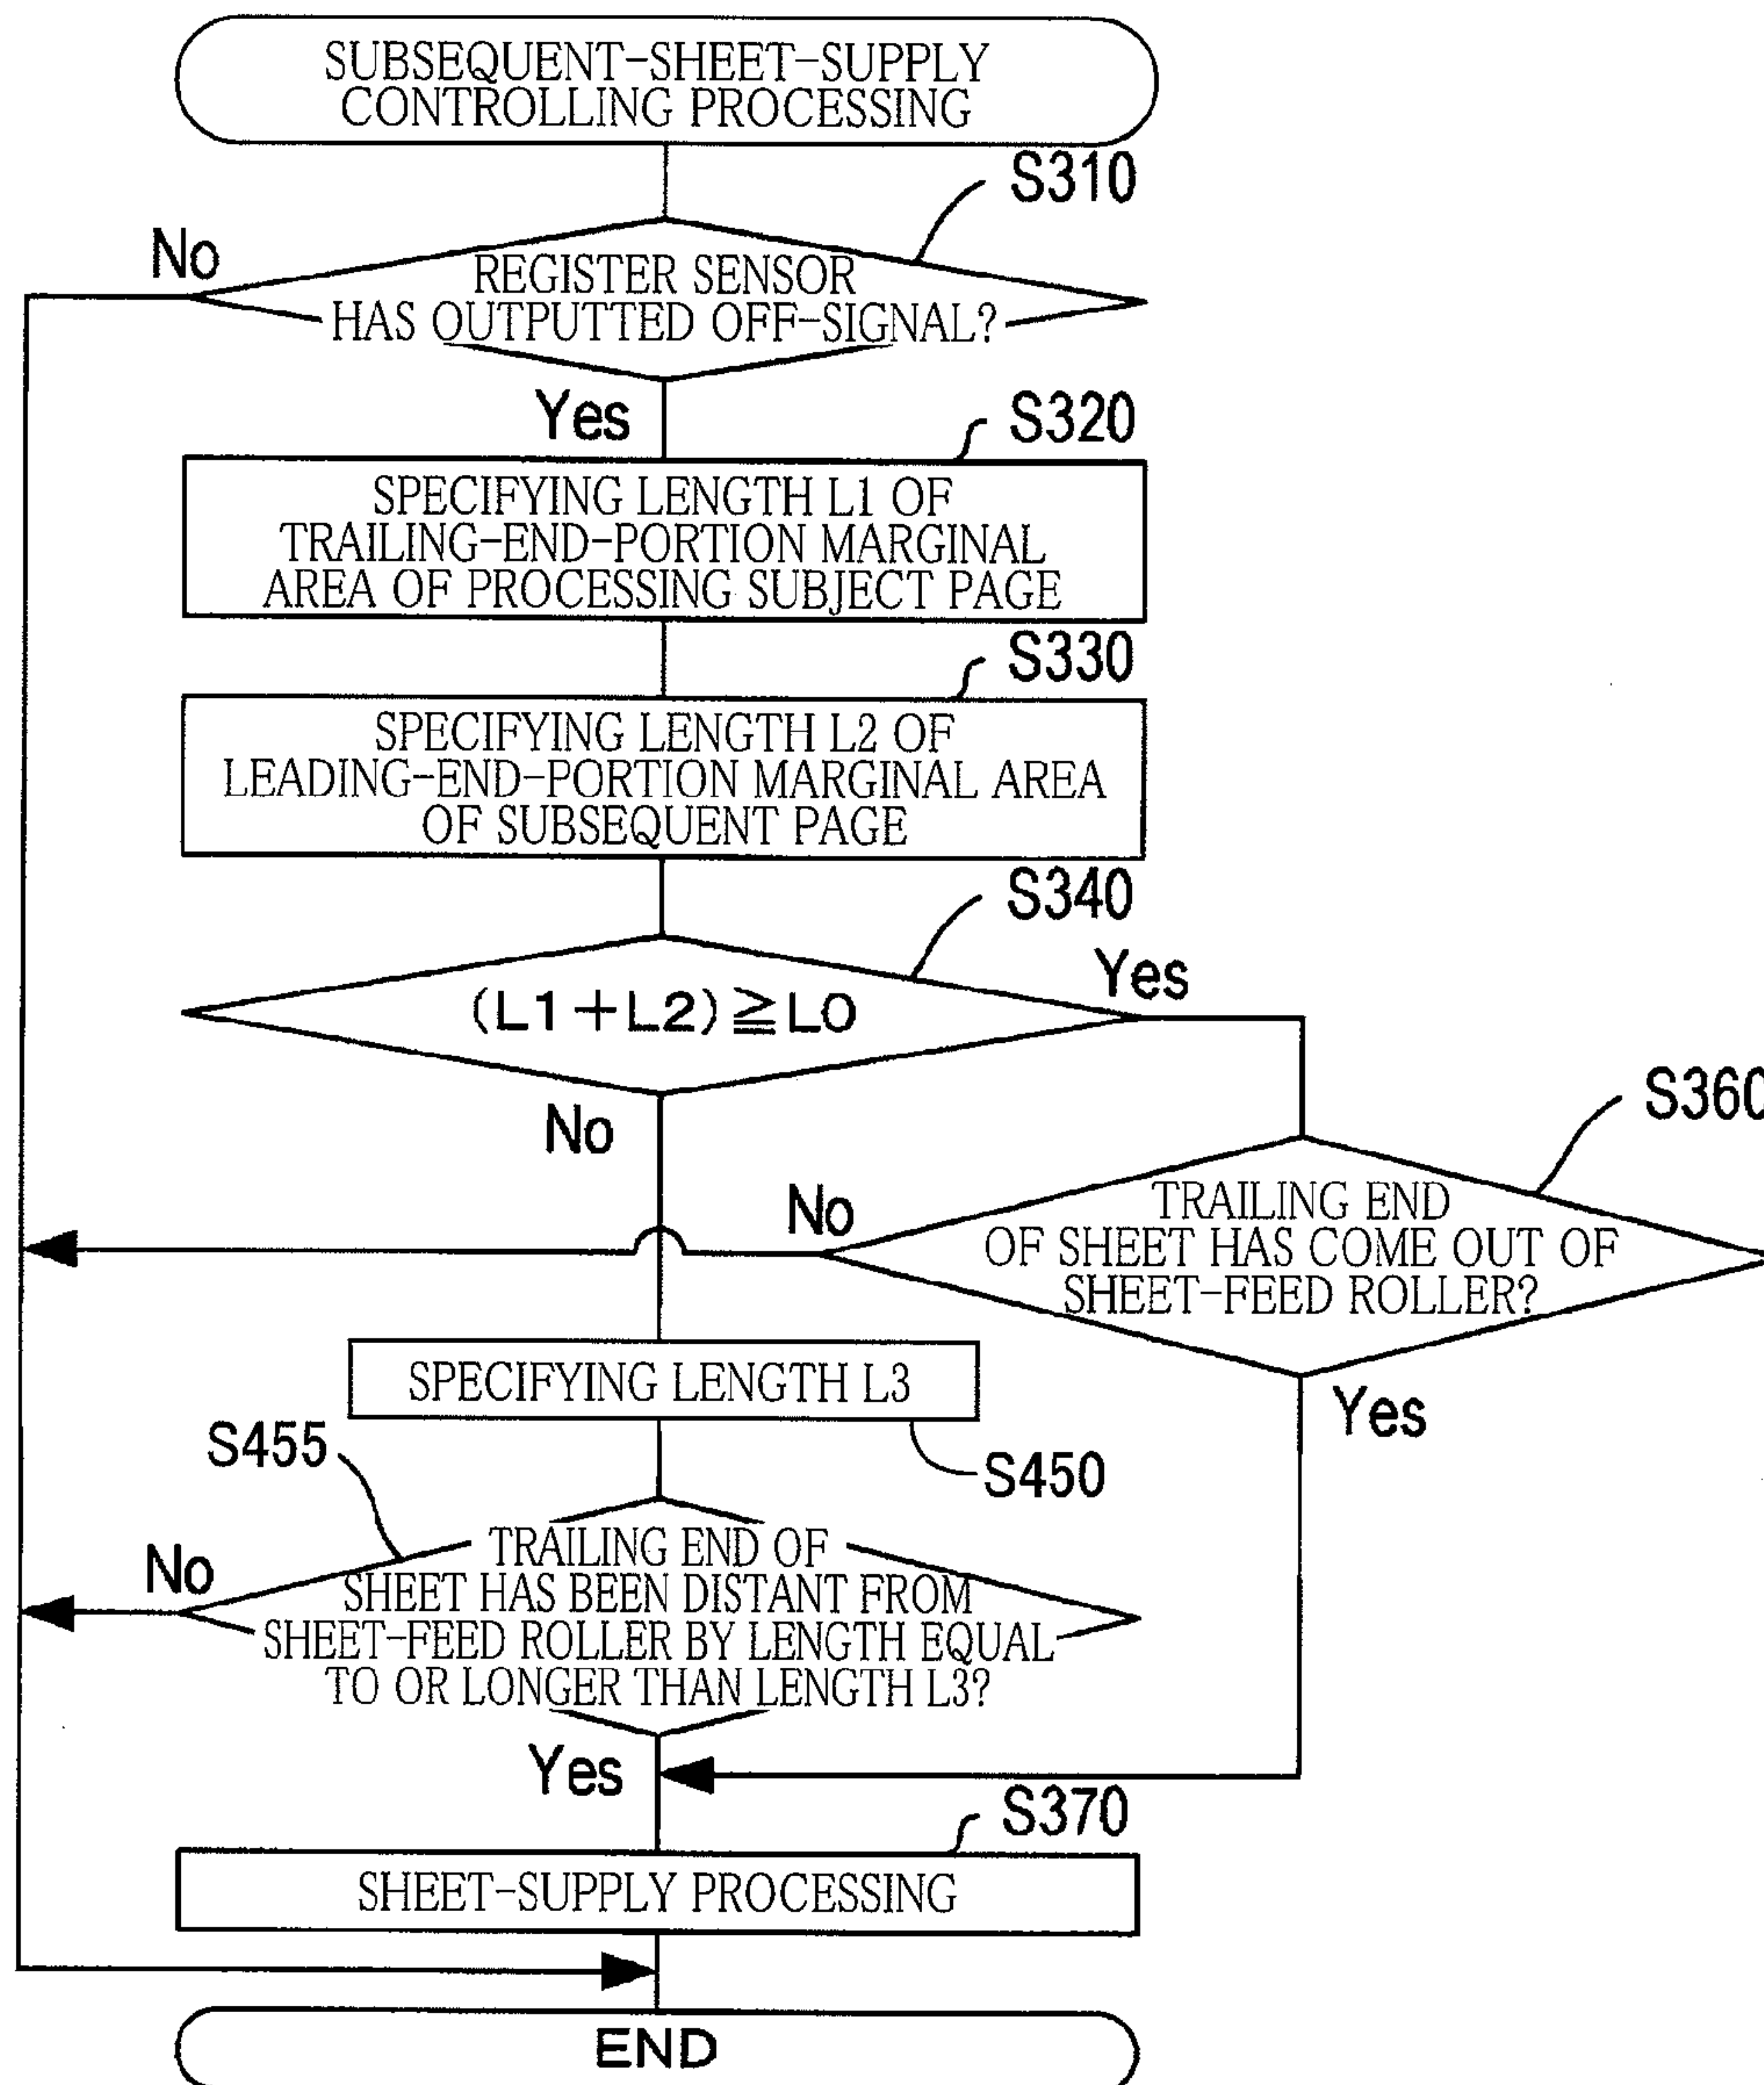 SUBSEQUENT-SHEET-SUPPLY
CONTROLLING PROCESSING
S310
No
REGISTER SENSOR
HAS OUTPUTTED OFF-SIGNAL?
Yes
S320
SPECIFYING LENGTH L1 OF
TRAILING-END-PORTION MARGINAL
AREA OF PROCESSING SUBJECT PAGE
S330
SPECIFYING LENGTH L2 OF
LEADING-END-PORTION MARGINAL AREA
OF SUBSEQUENT PAGE
S340
Yes
(L1+L2)≧L0
No
S360
No
TRAILING END
OF SHEET HAS COME OUT OF
SHEET-FEED ROLLER?
Yes
SPECIFYING LENGTH L3
S450
S455
No
TRAILING END OF
SHEET HAS BEEN DISTANT FROM
SHEET-FEED ROLLER BY LENGTH EQUAL
TO OR LONGER THAN LENGTH L3?
Yes
S370
SHEET-SUPPLY PROCESSING
END